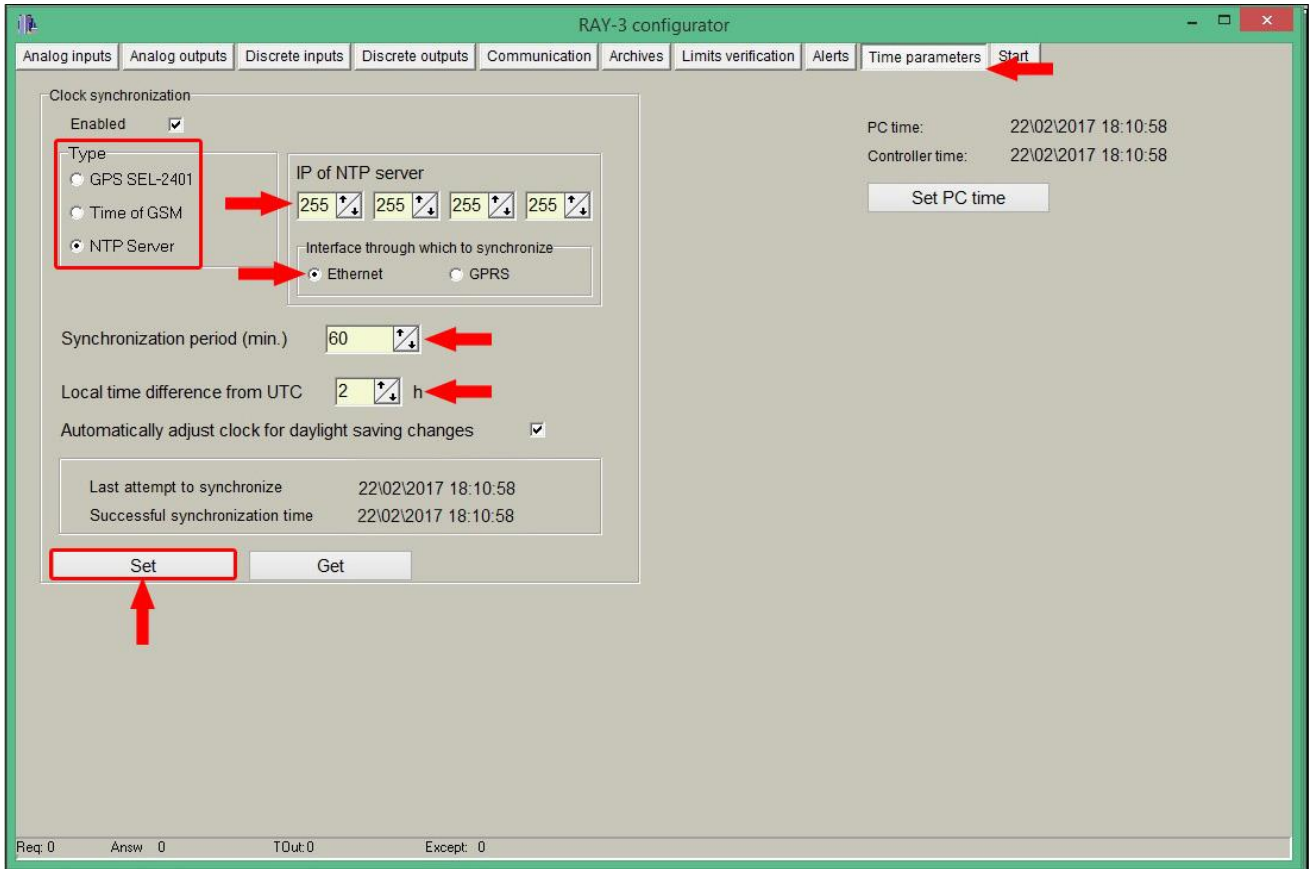 RAY-3 configurator
Analog inputs Analog outputs Discrete inputs Discrete outputs Communication Archives Limits verification Alerts Time parameters Start
Clock synchronization
Enabled
Type
GPS SEL-2401
Time of GSM
NTP Server
IP of NTP server
255 255 255 255
Interface through which to synchronize
Ethernet GPRS
Synchronization period (min.) 60
Local time difference from UTC 2 h
Automatically adjust clock for daylight saving changes
Last attempt to synchronize 22\02\2017 18:10:58
Successful synchronization time 22\02\2017 18:10:58
Set Get
PC time: 22\02\2017 18:10:58
Controller time: 22\02\2017 18:10:58
Set PC time
Req: 0 Answ 0 TOut:0 Except: 0